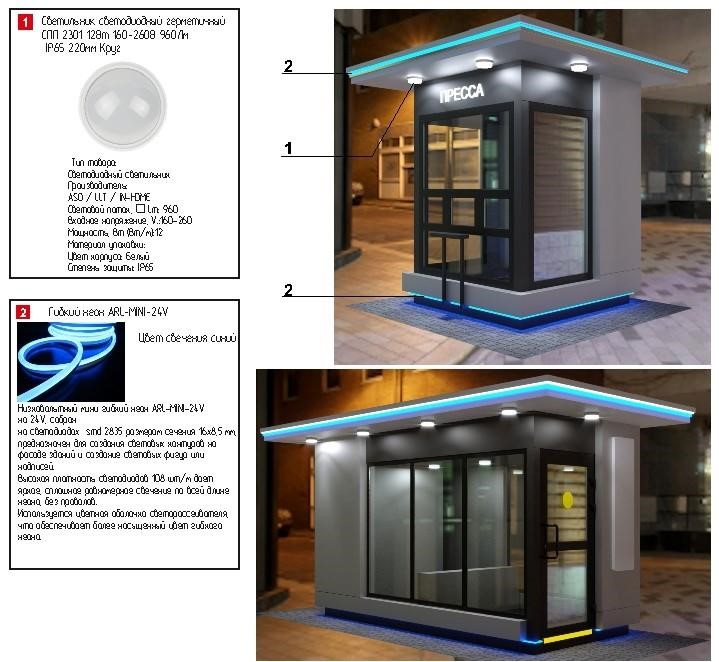 1 Светильник светодиодный герметичный
СПП 2301 12Вт 160-260В 960Лм
IP65 220мм Круг
Тип товара:
Светодиодный светильник
Производитель:
ASD / LLT / IN-HOME
Световой поток, lm: 960
Входное напряжение, V.:160-260
Мощность, Вт (Вт/м):12
Материал упаковки:
Цвет корпуса: белый
Степень защиты: IP65
2 Гибкий неон ARL-MINI-24V
Цвет свечения синий
Низковольтный мини гибкий неон ARL-MINI-24V
на 24V, собран
на светодиодах smd 2835 размером сечения 16х8,5 мм,
предназначен для создания световых контуров на
фасаде зданий и создание световых фигур или
надписей.
Высокая плотность светодиодов 108 шт/м дает
яркое, сплошное равномерное свечение по всей длине
неона, без провалов.
Используется цветная оболочка светорассеивателя,
что обеспечивает более насыщенный цвет гибкого
неона.
2
ПРЕССА
1
2